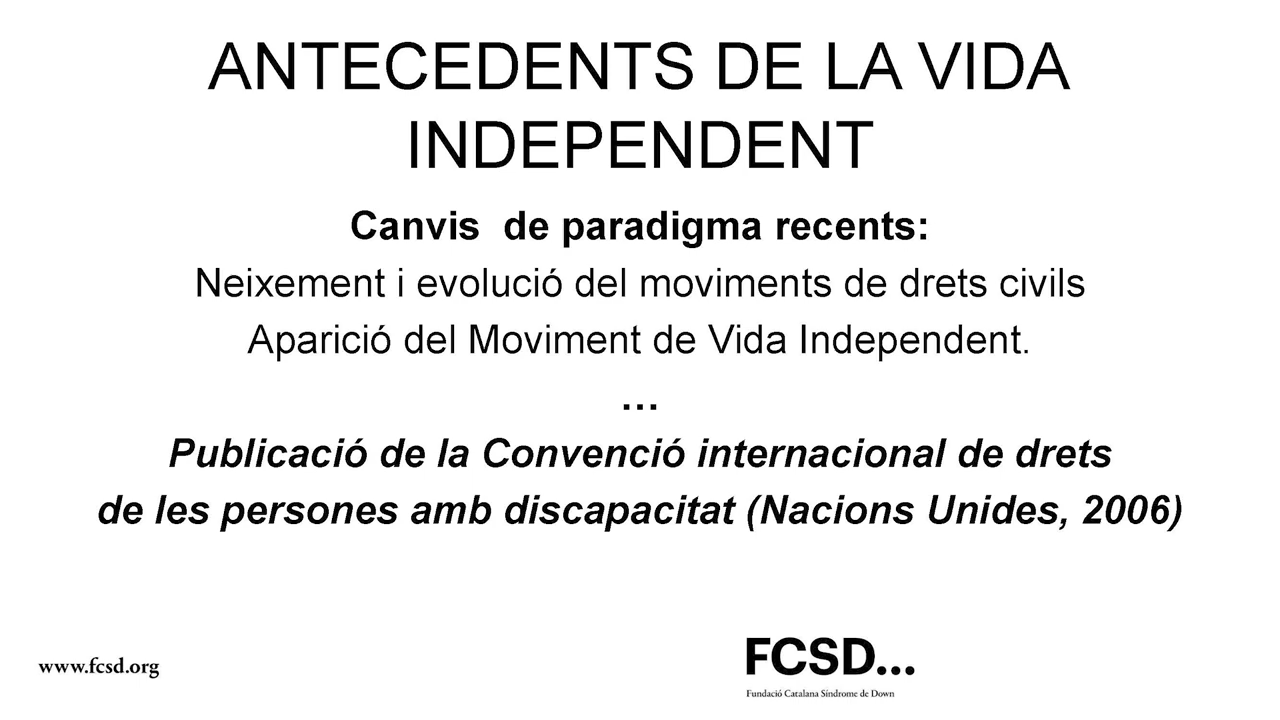 ANTECEDENTS DE LA VIDA
INDEPENDENT
Canvis  de paradigma recents:
Neixement i evolució del moviments de drets civils
Aparició del Moviment de Vida Independent.
…
Publicació de la Convenció internacional de drets
de les persones amb discapacitat (Nacions Unides, 2006)
www.fcsd.org
FCSD...
Fundació Catalana Síndrome de Down